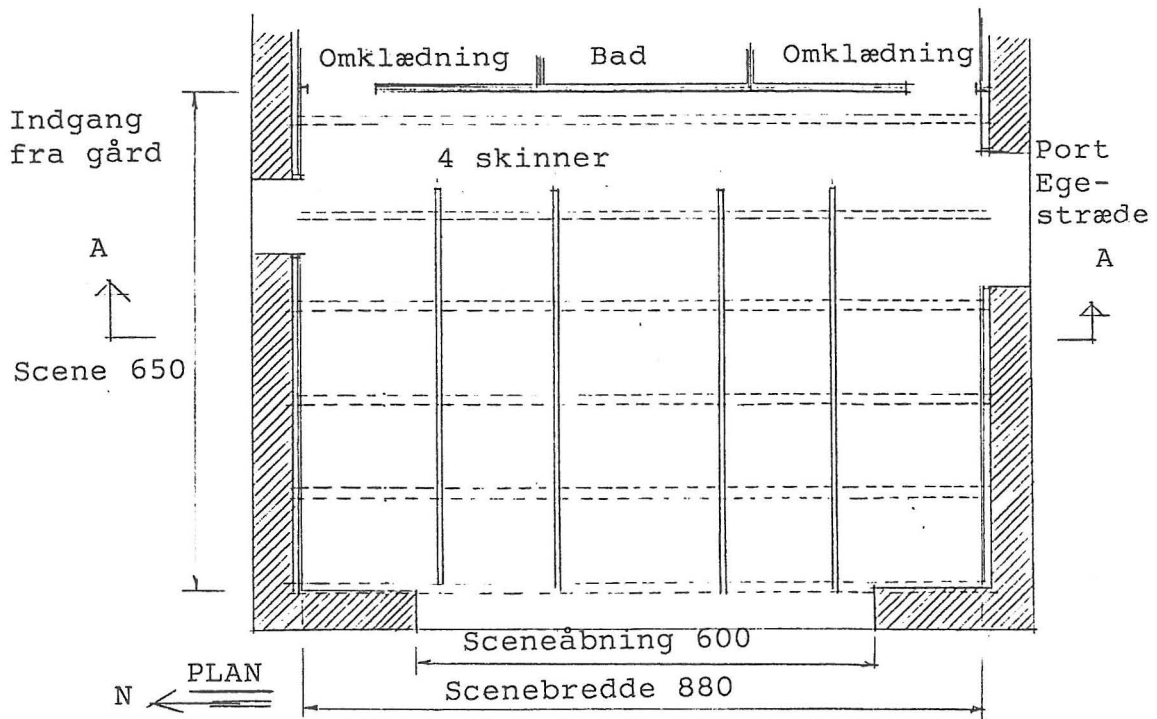 Omklædning Bad Omklædning
Indgang
fra gård
4 skinner
Port
Ege-
stræde
A
A
Scene 650
Sceneåbning 600
PLAN
Scenebredde 880
N